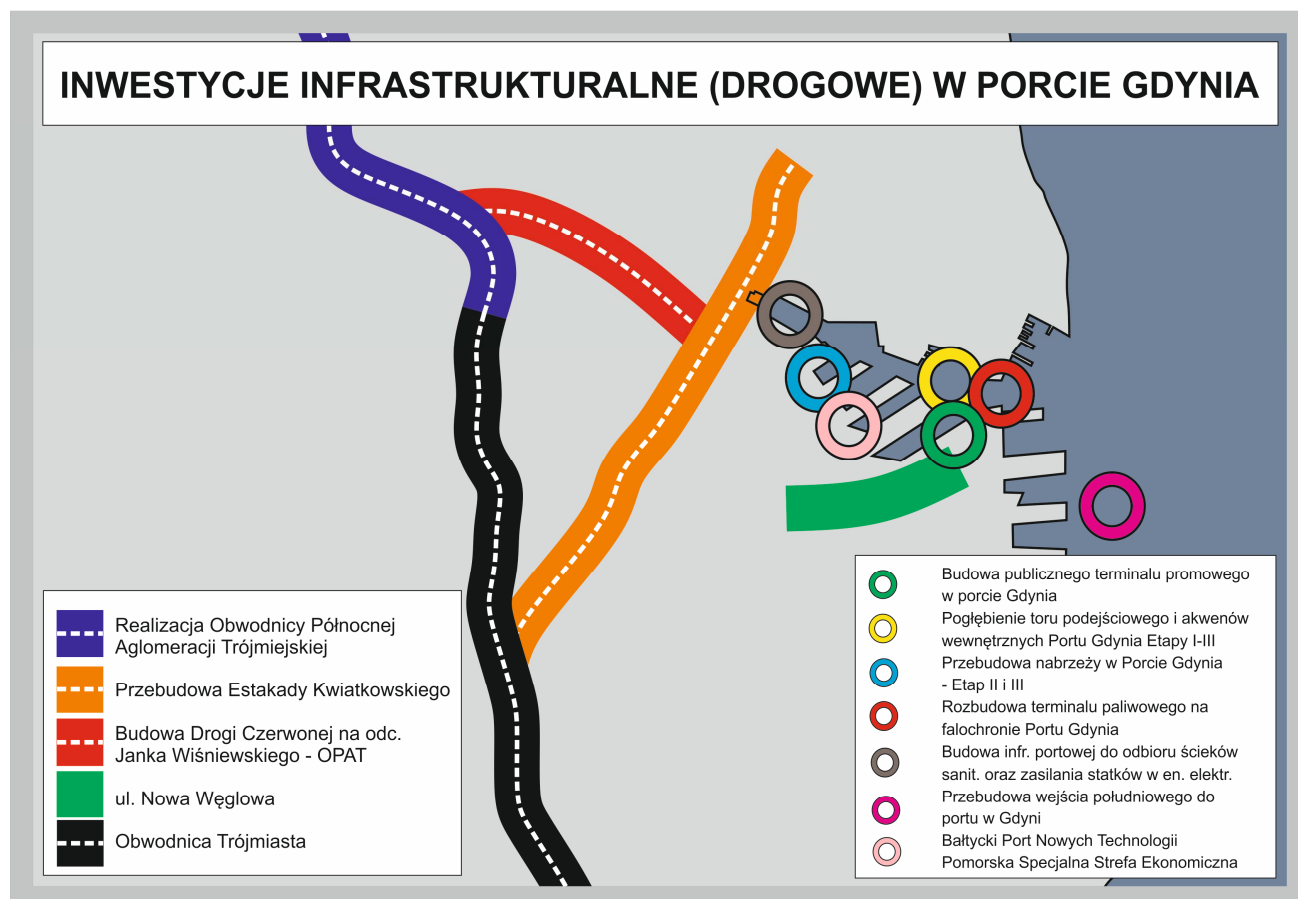 INWESTYCJE INFRASTRUKTURALNE (DROGOWE) W PORCIE GDYNIA
Realizacja Obwodnicy Północnej
Aglomeracji Trójmiejskiej
Przebudowa Estakady Kwiatkowskiego
Budowa Drogi Czerwonej na odc.
Janka Wiśniewskiego - OPAT
ul. Nowa Węglowa
Obwodnica Trójmiasta
Budowa publicznego terminalu promowego
w porcie Gdynia
Pogłębienie toru podejściowego i akwenów
wewnętrznych Portu Gdynia Etapy I-III
Przebudowa nabrzeży w Porcie Gdynia
- Etap II i III
Rozbudowa terminalu paliwowego na
falochronie Portu Gdynia
Budowa infr. portowej do odbioru ścieków
sanit. oraz zasilania statków w en. elektr.
Przebudowa wejścia południowego do
portu w Gdyni
Bałtycki Port Nowych Technologii
Pomorska Specjalna Strefa Ekonomiczna